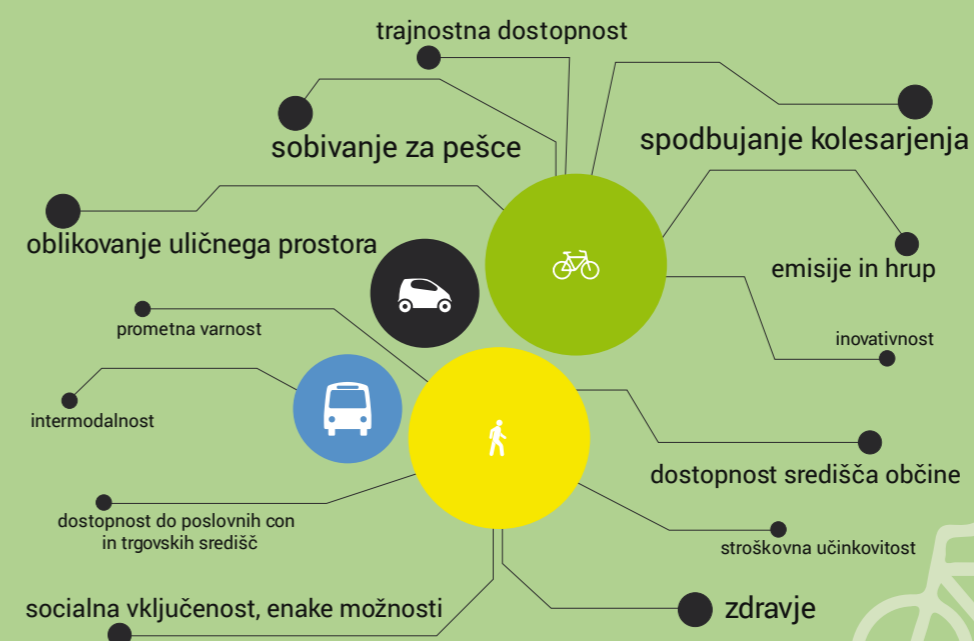 trajnostna dostopnost
sobivanje za pešce
spodbujanje kolesarjenja
oblikovanje uličnega prostora
emisije in hrup
prometna varnost
inovativnost
intermodalnost
dostopnost središča občine
dostopnost do poslovnih con
in trgovskih središč
stroškovna učinkovitost
socialna vključenost, enake možnosti
zdravje